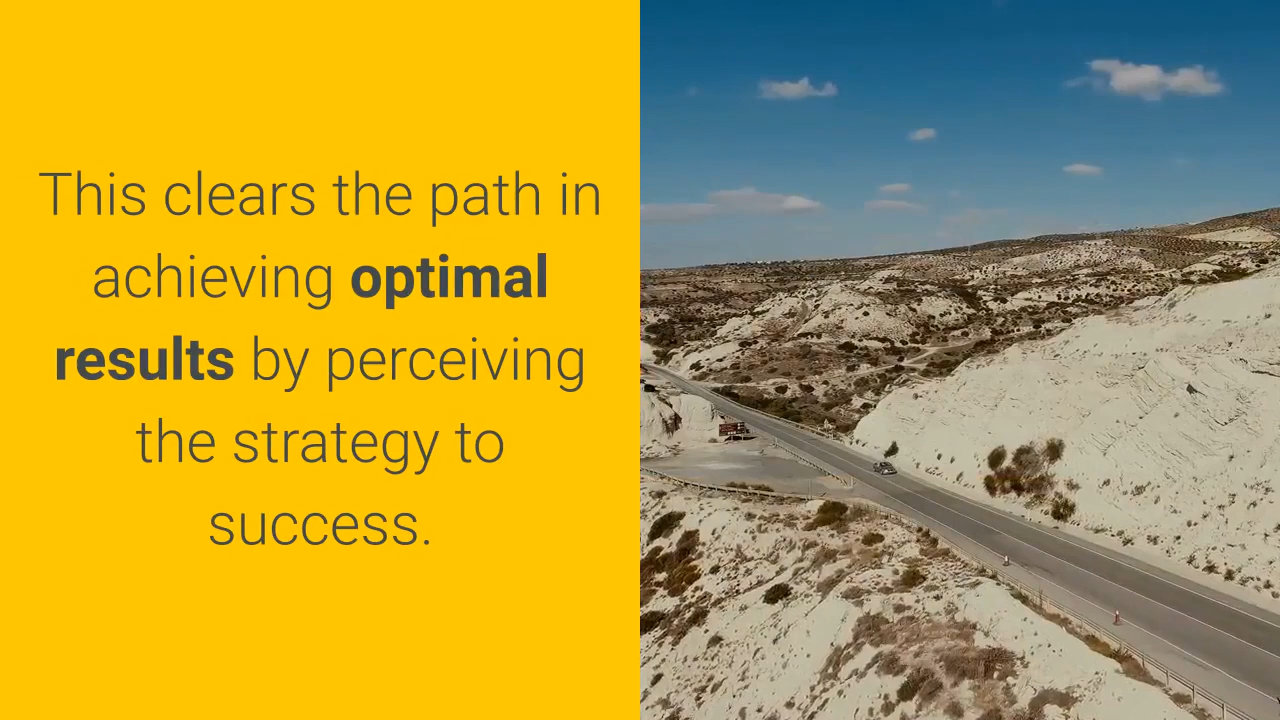 This clears the path in
achieving optimal
results by perceiving
the strategy to
success.